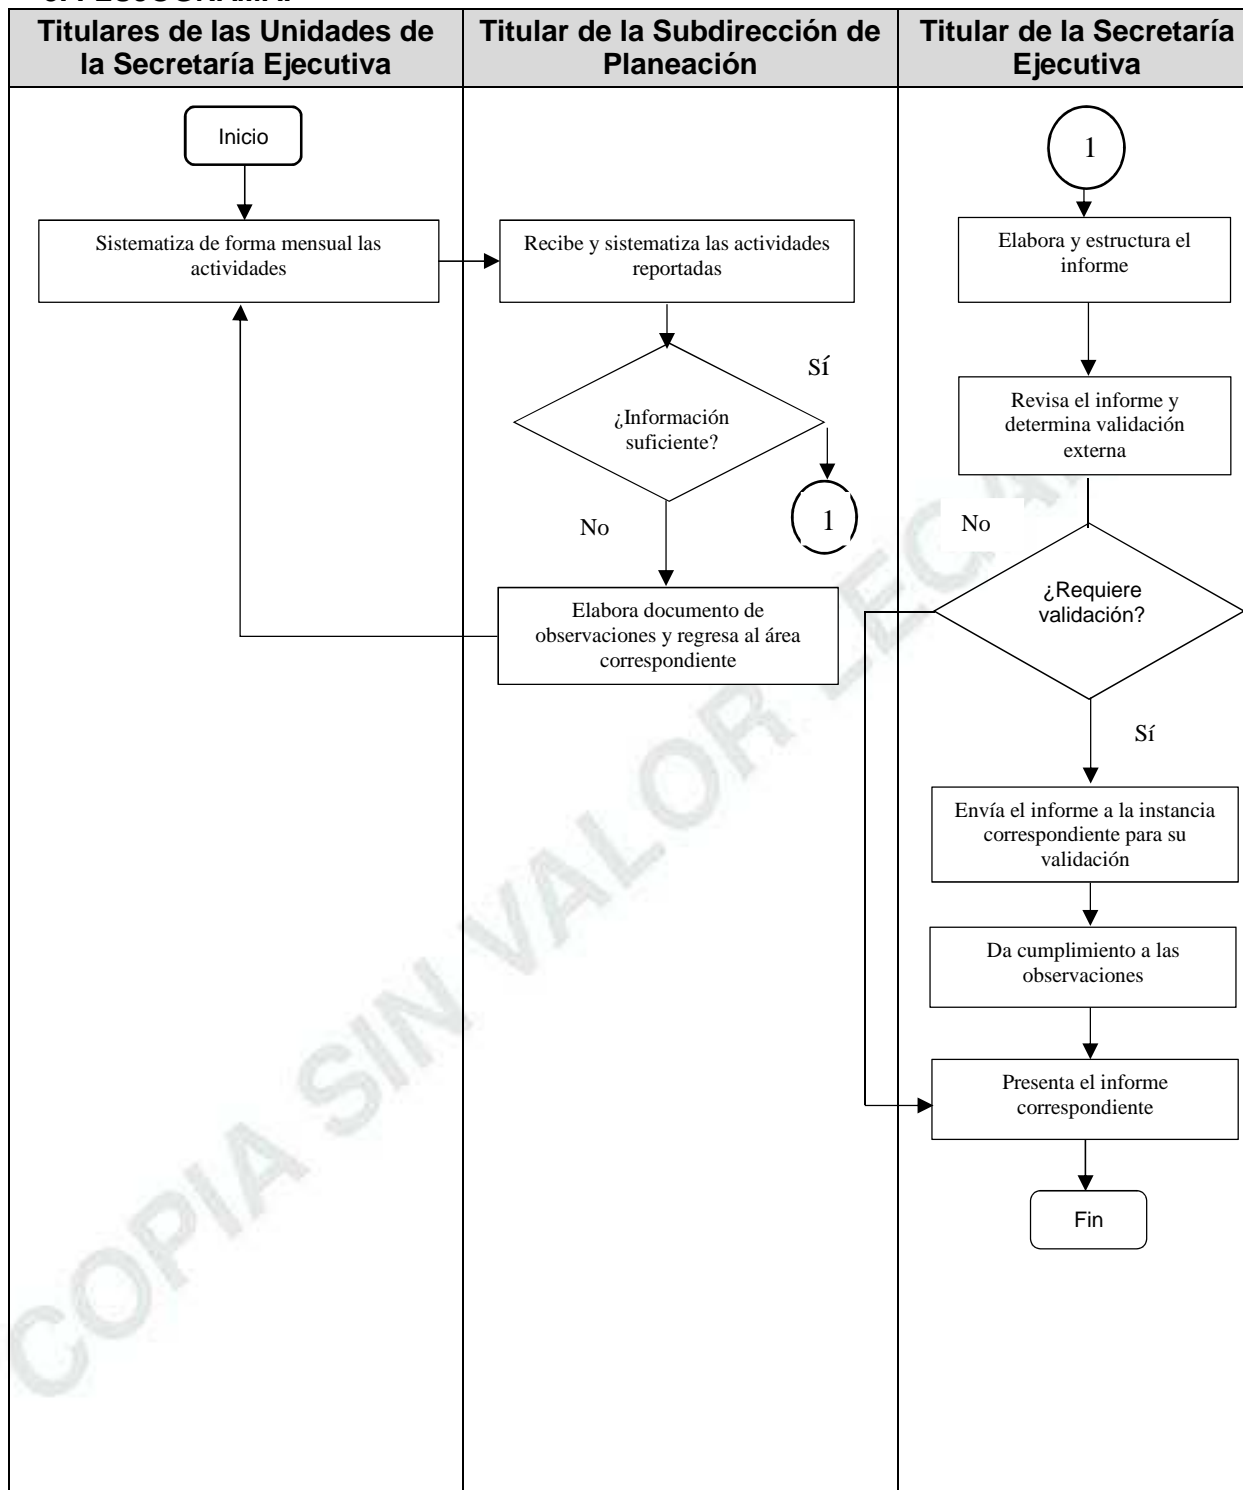 Titulares de las Unidades de
la Secretaría Ejecutiva
Titular de la Subdirección de
Planeación
Titular de la Secretaría
Ejecutiva
Inicio
Sistematiza de forma mensual las
actividades
Recibe y sistematiza las actividades
reportadas
¿Información
suficiente?
Sí
1
No
Elabora documento de
observaciones y regresa al área
correspondiente
1
Elabora y estructura el
informe
Revisa el informe y
determina validación
externa
No
¿Requiere
validación?
Sí
Envía el informe a la instancia
correspondiente para su
validación
Da cumplimiento a las
observaciones
Presenta el informe
correspondiente
Fin
COPIA SIN VALOR LEGAL